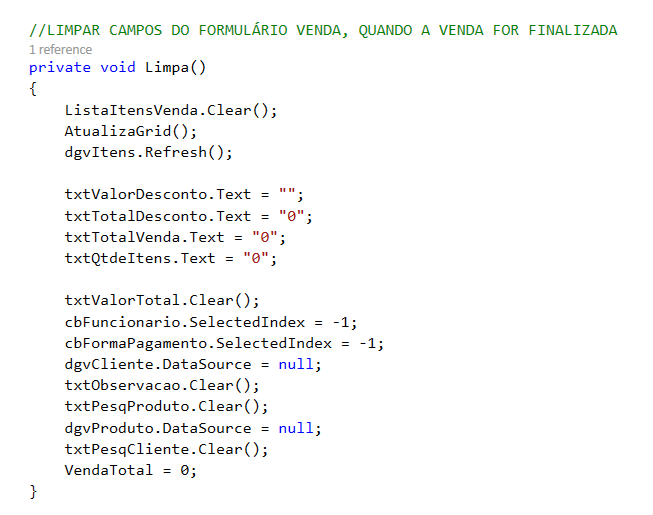 //LIMPAR CAMPOS DO FORMULÁRIO VENDA, QUANDO A VENDA FOR FINALIZADA
1 reference
private void Limpa()
{
    ListaItensVenda.Clear();
    AtualizaGrid();
    dgvItens.Refresh();

    txtValorDesconto.Text = "";
    txtTotalDesconto.Text = "0";
    txtTotalVenda.Text = "0";
    txtQtdeItens.Text = "0";

    txtValorTotal.Clear();
    cbFuncionario.SelectedIndex = -1;
    cbFormaPagamento.SelectedIndex = -1;
    dgvCliente.DataSource = null;
    txtObservacao.Clear();
    txtPesqProduto.Clear();
    dgvProduto.DataSource = null;
    txtPesqCliente.Clear();
    VendaTotal = 0;
}